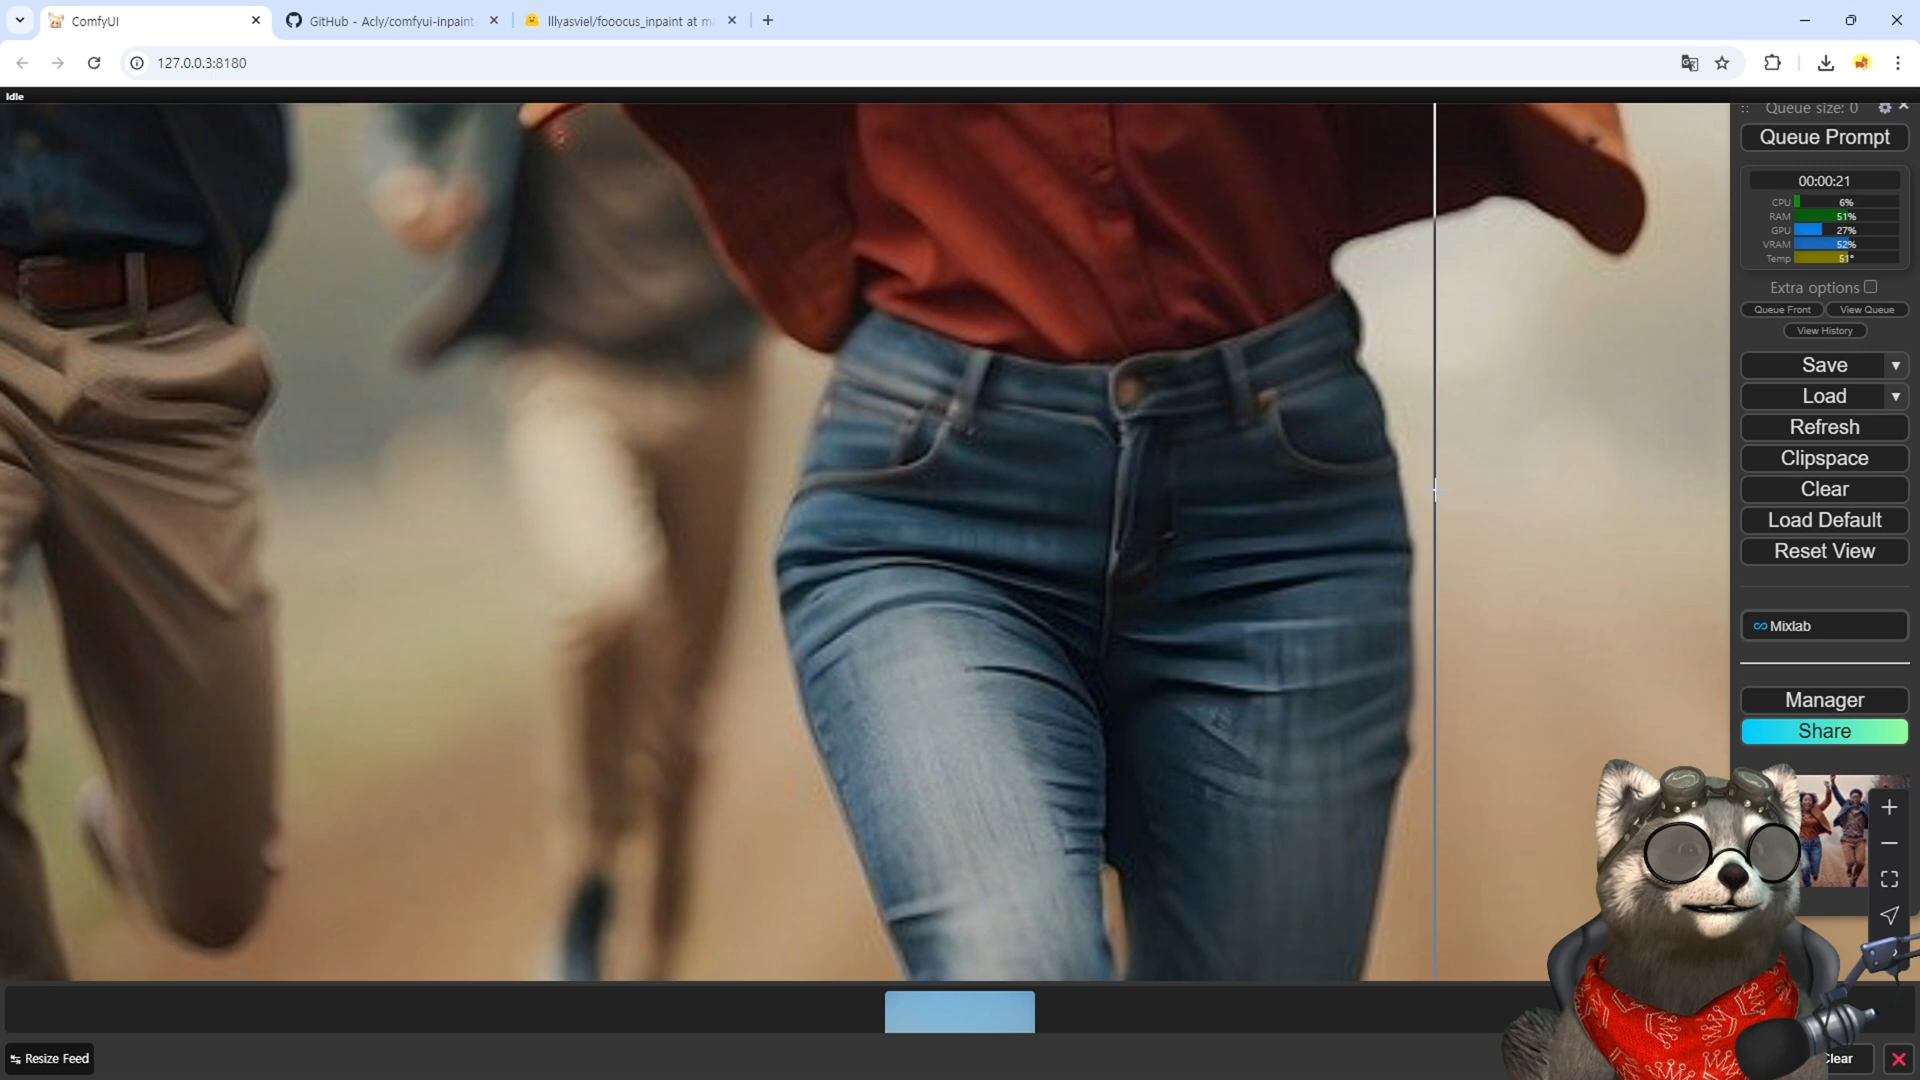 ComfyUI
GitHub - Acly/comfyui-inpaint
lllyasviel/fooocus_inpaint at m
127.0.0.3:8180
Idle
Queue size: 0
Queue Prompt
00:00:21
CPU 6%
RAM 51%
GPU 27%
VRAM 52%
Temp 51°
Extra options
Queue Front
View Queue
View History
Save
Load
Refresh
Clipspace
Clear
Load Default
Reset View
Mixlab
Manager
Share
Resize Feed
Clear